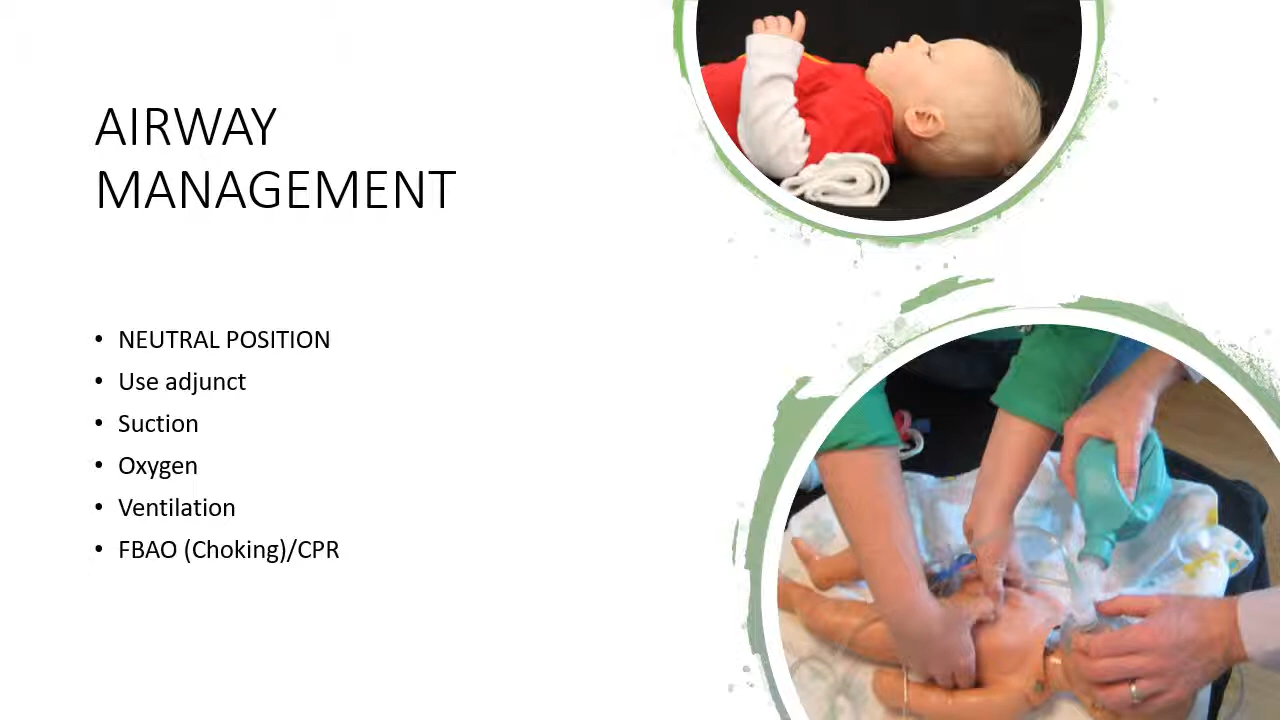 AIRWAY
MANAGEMENT
• NEUTRAL POSITION
• Use adjunct
• Suction
• Oxygen
• Ventilation
• FBAO (Choking)/CPR